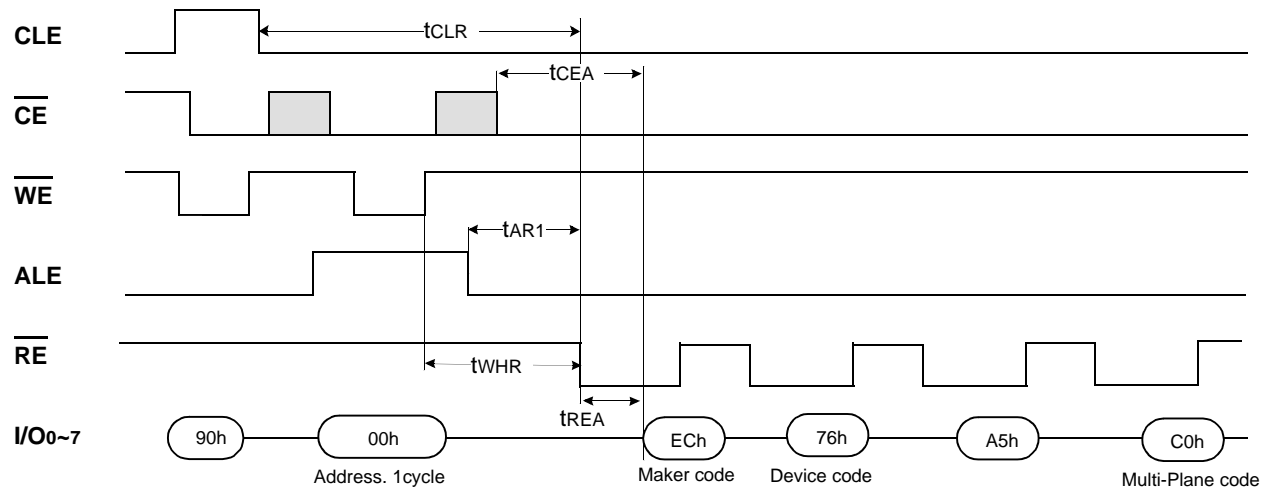 CLE
tCLR
tCEA
CE
WE
tAR1
ALE
RE
tWHR
tREA
I/O0~7
90h
00h
ECh
76h
A5h
C0h
Address. 1cycle
Maker code
Device code
Multi-Plane code